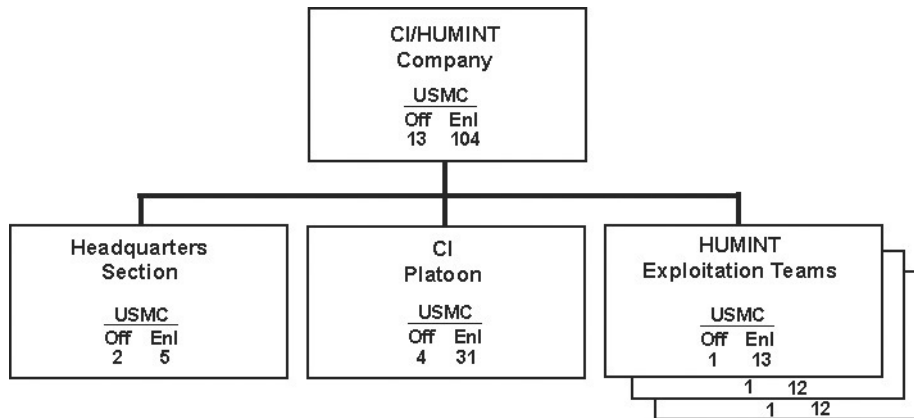 CI/HUMINT
Company
USMC
Off Enl
13 104
Headquarters
Section
USMC
Off Enl
2 5
CI
Platoon
USMC
Off Enl
4 31
HUMINT
Exploitation Teams
USMC
Off Enl
1 13
1 12
1 12